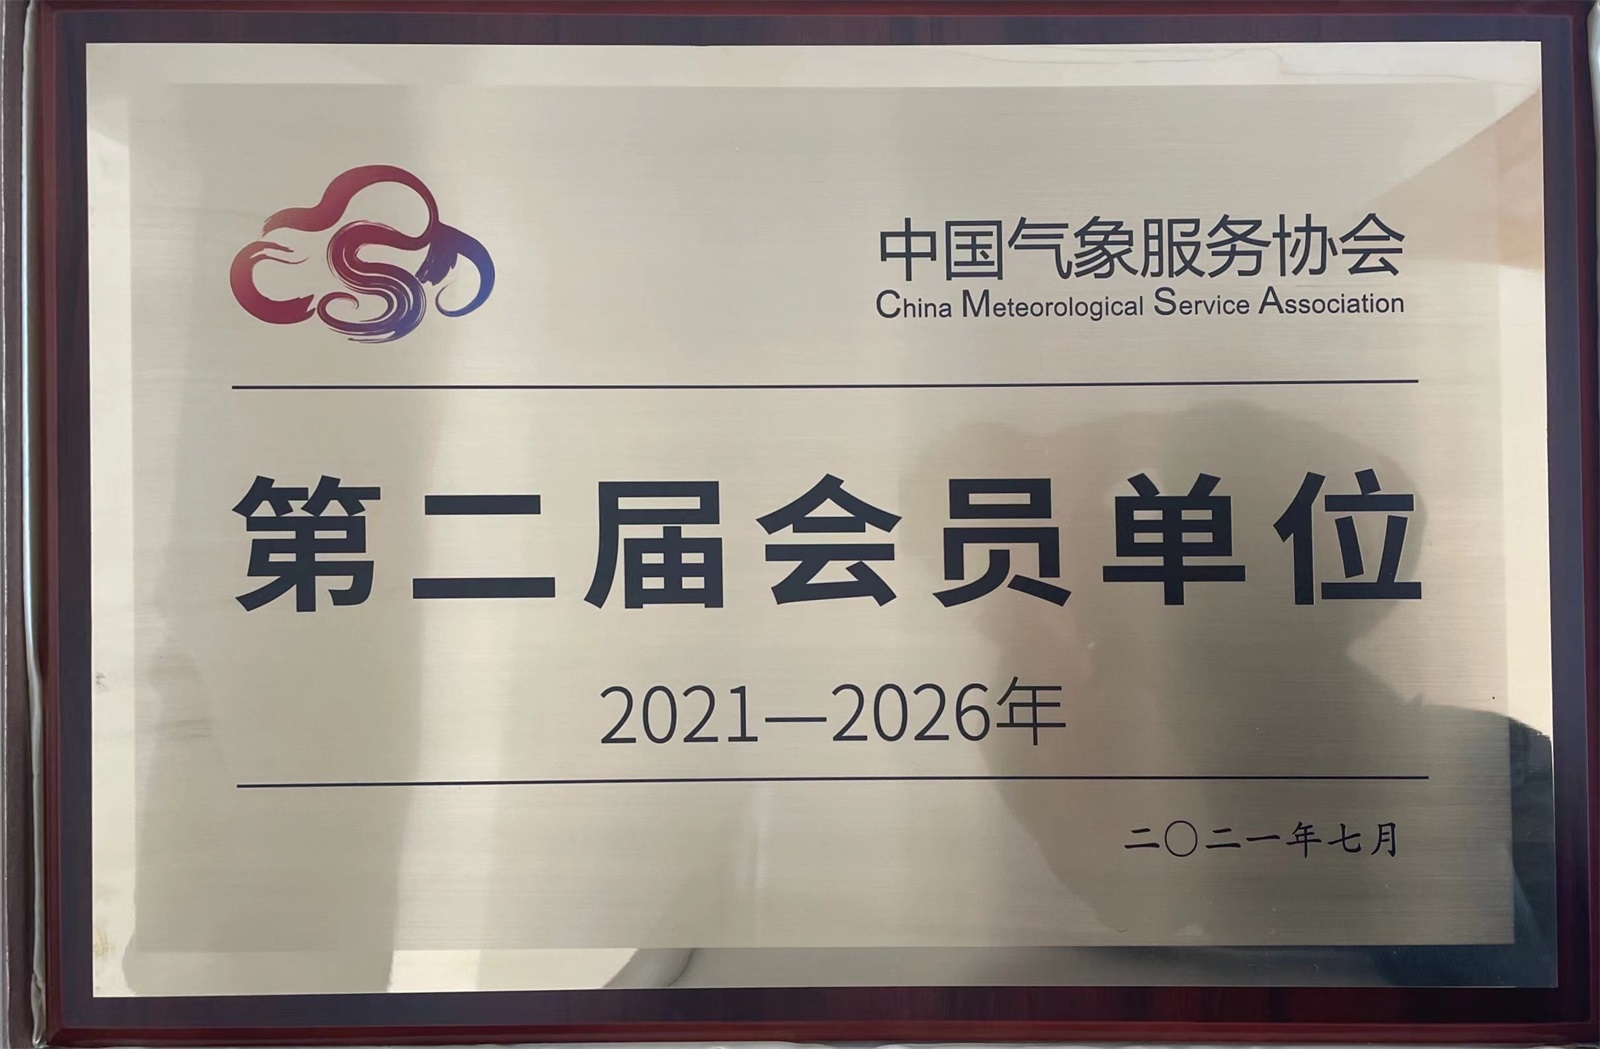 中国气象服务协会
China Meteorological Service Association
第二届会员单位
2021—2026年
二〇二一年七月